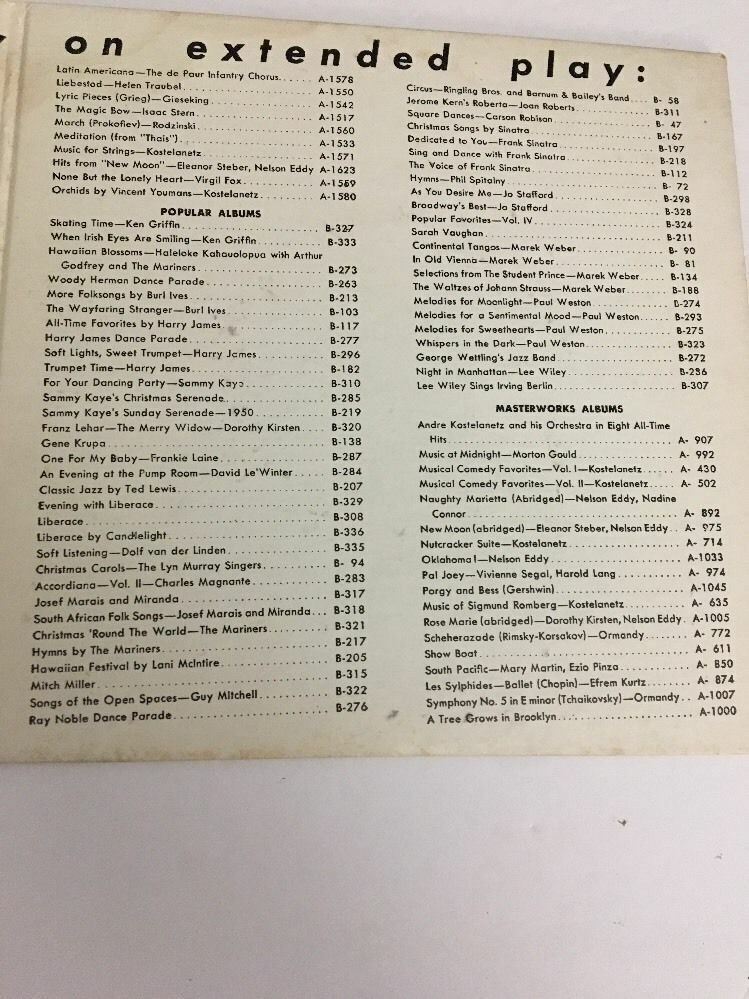 on extended play:
Latin Americana—The de Paur Infantry Chorus...... A-1578
Liebestod—Helen Traubel........................ A-1550
Lyric Pieces (Grieg)—Gieseking................. A-1542
The Magic Bow—Isaac Stern...................... A-1517
March (Prokofiev)—Rodzinski.................... A-1560
Meditation (from "Thais")...................... A-1533
Music for Strings—Kostelanetz.................. A-1571
Hits from "New Moon"—Eleanor Steber, Nelson Eddy A-1623
None But the Lonely Heart—Virgil Fox........... A-1569
Orchids by Vincent Youmans—Kostelanetz......... A-1580
POPULAR ALBUMS
Skating Time—Ken Griffin....................... B-327
When Irish Eyes Are Smiling—Ken Griffin........ B-333
Hawaiian Blossoms—Haleloke Kahauolopua with Arthur
Godfrey and The Mariners....................... B-273
Woody Herman Dance Parade...................... B-263
More Folksongs by Burl Ives.................... B-213
The Wayfaring Stranger—Burl Ives............... B-103
All-Time Favorites by Harry James.............. B-117
Harry James Dance Parade....................... B-277
Soft Lights, Sweet Trumpet—Harry James......... B-296
Trumpet Time—Harry James....................... B-182
For Your Dancing Party—Sammy Kaye.............. B-310
Sammy Kaye's Christmas Serenade................ B-285
Sammy Kaye's Sunday Serenade—1950.............. B-219
Franz Lehar—The Merry Widow—Dorothy Kirsten.... B-320
Gene Krupa..................................... B-138
One For My Baby—Frankie Laine.................. B-287
An Evening at the Pump Room—David Le'Winter.... B-284
Classic Jazz by Ted Lewis...................... B-207
Evening with Liberace.......................... B-329
Liberace....................................... B-308
Liberace by Candlelight........................ B-336
Soft Listening—Dolf van der Linden............. B-335
Christmas Carols—The Lyn Murray Singers........ B- 94
Accordiana—Vol. II—Charles Magnante............ B-283
Josef Marais and Miranda....................... B-317
South African Folk Songs—Josef Marais and Miranda... B-318
Christmas 'Round The World—The Mariners........ B-321
Hymns by The Mariners.......................... B-217
Hawaiian Festival by Lani McIntire............. B-205
Mitch Miller................................... B-315
Songs of the Open Spaces—Guy Mitchell.......... B-322
Ray Noble Dance Parade......................... B-276
Circus—Ringling Bros. and Barnum & Bailey's Band.... B- 58
Jerome Kern's Roberta—Joan Roberts............. B-311
Square Dances—Carson Robison................... B- 47
Christmas Songs by Sinatra..................... B-167
Dedicated to You—Frank Sinatra................. B-197
Sing and Dance with Frank Sinatra.............. B-218
The Voice of Frank Sinatra..................... B-112
Hymns—Phil Spitalny............................ B- 72
As You Desire Me—Jo Stafford................... B-298
Broadway's Best—Jo Stafford.................... B-328
Popular Favorites—Vol. IV...................... B-324
Sarah Vaughan.................................. B-211
Continental Tangos—Marek Weber................. B- 90
In Old Vienna—Marek Weber...................... B- 81
Selections from The Student Prince—Marek Weber...... B-134
The Waltzes of Johann Strauss—Marek Weber...... B-188
Melodies for Moonlight—Paul Weston............. B-274
Melodies for a Sentimental Mood—Paul Weston.... B-293
Melodies for Sweethearts—Paul Weston........... B-275
Whispers in the Dark—Paul Weston............... B-323
George Wettling's Jazz Band.................... B-272
Night in Manhattan—Lee Wiley................... B-236
Lee Wiley Sings Irving Berlin.................. B-307
MASTERWORKS ALBUMS
Andre Kostelanetz and his Orchestra in Eight All-Time
Hits........................................... A- 907
Music at Midnight—Morton Gould................. A- 992
Musical Comedy Favorites—Vol. I—Kostelanetz.... A- 430
Musical Comedy Favorites—Vol. II—Kostelanetz... A- 502
Naughty Marietta (Abridged)—Nelson Eddy, Nadine
Connor......................................... A- 892
New Moon (abridged)—Eleanor Steber, Nelson Eddy.. A- 975
Nutcracker Suite—Kostelanetz................... A- 714
Oklahoma!—Nelson Eddy.......................... A-1033
Pal Joey—Vivienne Segal, Harold Lang........... A- 974
Porgy and Bess (Gershwin)...................... A-1045
Music of Sigmund Romberg—Kostelanetz........... A- 635
Rose Marie (abridged)—Dorothy Kirsten, Nelson Eddy. A-1005
Scheherazade (Rimsky-Korsakov)—Ormandy......... A- 772
Show Boat...................................... A- 611
South Pacific—Mary Martin, Ezio Pinza.......... A- 850
Les Sylphides—Ballet (Chopin)—Efrem Kurtz...... A- 874
Symphony No. 5 in E minor (Tchaikovsky)—Ormandy.. A-1007
A Tree Grows in Brooklyn....................... A-1000